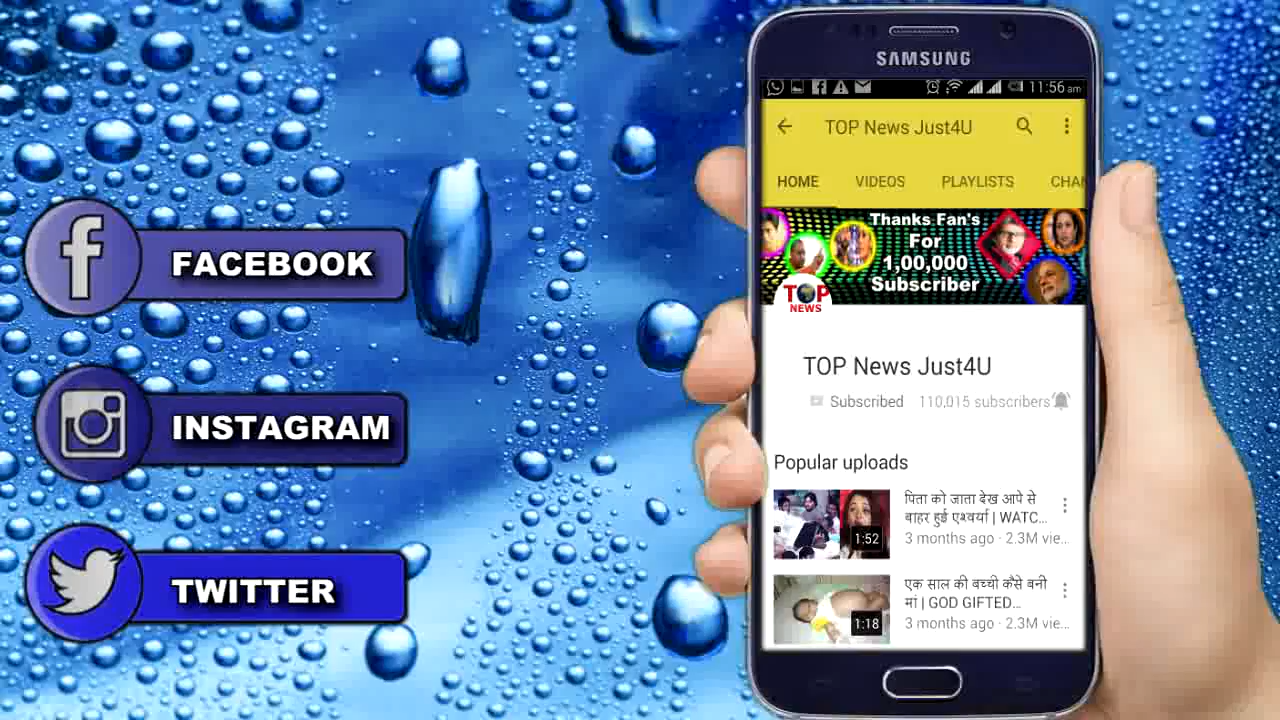 FACEBOOK
INSTAGRAM
TWITTER
SAMSUNG
11:56 am
TOP News Just4U
HOME VIDEOS PLAYLISTS CHAN
Thanks Fan's
For
1,00,000
Subscriber
TOP
NEWS
TOP News Just4U
Subscribed 110,015 subscribers
Popular uploads
पिता को जाता देख आपे से
बाहर हुई एश्वर्या | WATC...
1:52
3 months ago · 2.3M vie...
एक साल की बच्ची कैसे बनी
मां | GOD GIFTED...
1:18
3 months ago · 2.3M vie...